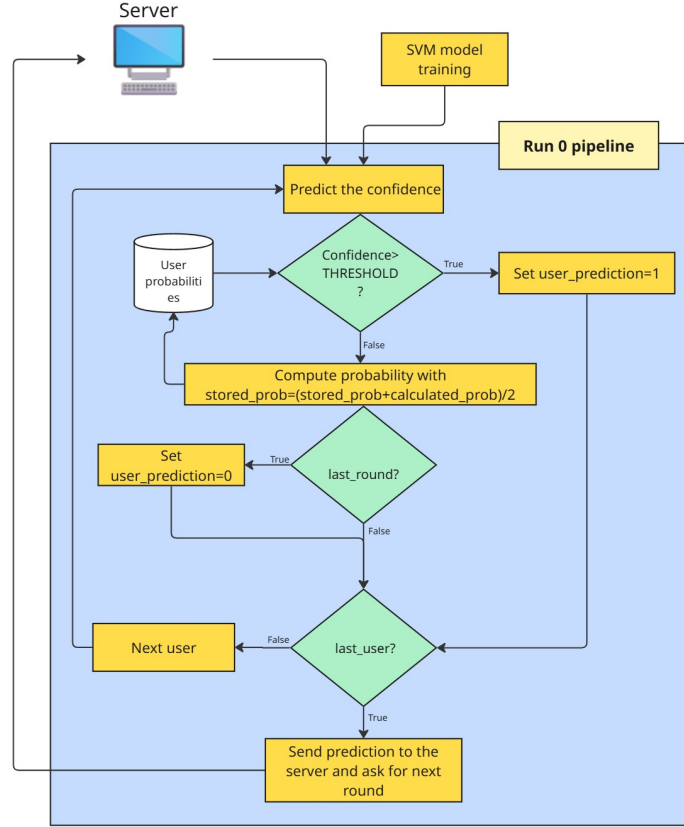 Server
SVM model
training
Run 0 pipeline
Predict the confidence
User
probabiliti
es
Confidence>
THRESHOLD
?
True
Set user_prediction=1
False
Compute probability with
stored_prob=(stored_prob+calculated_prob)/2
Set
user_prediction=0
True
last_round?
False
Next user
False
last_user?
True
Send prediction to the
server and ask for next
round